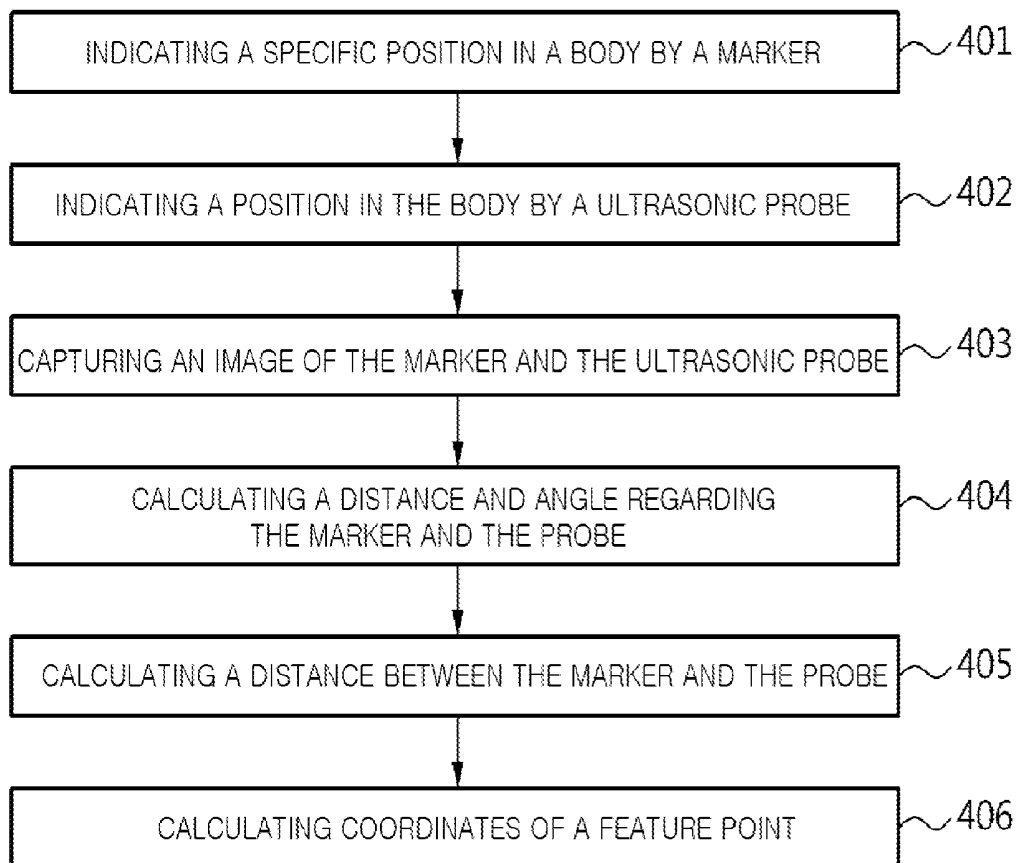 INDICATING A SPECIFIC POSITION IN A BODY BY A MARKER
401
INDICATING A POSITION IN THE BODY BY A ULTRASONIC PROBE
402
CAPTURING AN IMAGE OF THE MARKER AND THE ULTRASONIC PROBE
403
CALCULATING A DISTANCE AND ANGLE REGARDING
THE MARKER AND THE PROBE
404
CALCULATING A DISTANCE BETWEEN THE MARKER AND THE PROBE
405
CALCULATING COORDINATES OF A FEATURE POINT
406